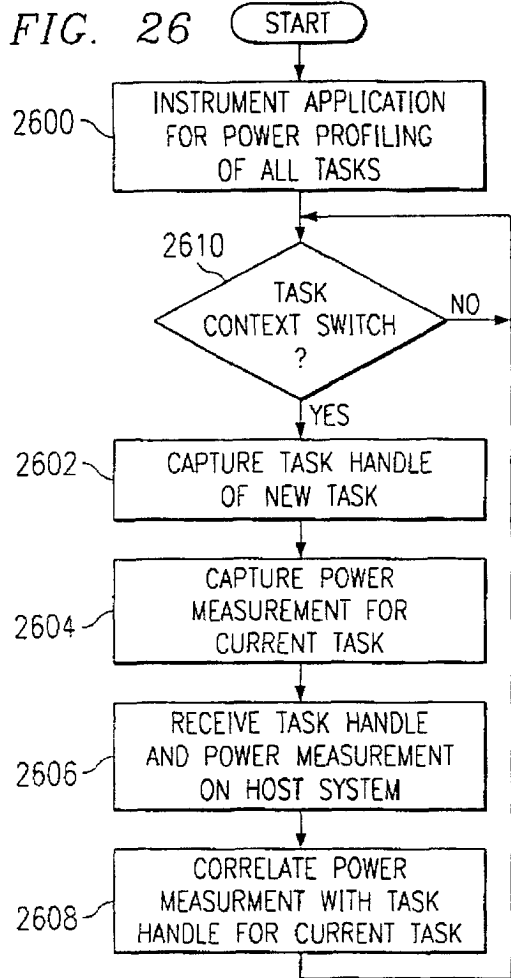 FIG. 26
START
2600
INSTRUMENT APPLICATION
FOR POWER PROFILING
OF ALL TASKS
2610
TASK
CONTEXT SWITCH
?
NO
YES
2602
CAPTURE TASK HANDLE
OF NEW TASK
2604
CAPTURE POWER
MEASUREMENT FOR
CURRENT TASK
2606
RECEIVE TASK HANDLE
AND POWER MEASUREMENT
ON HOST SYSTEM
2608
CORRELATE POWER
MEASURMENT WITH TASK
HANDLE FOR CURRENT TASK